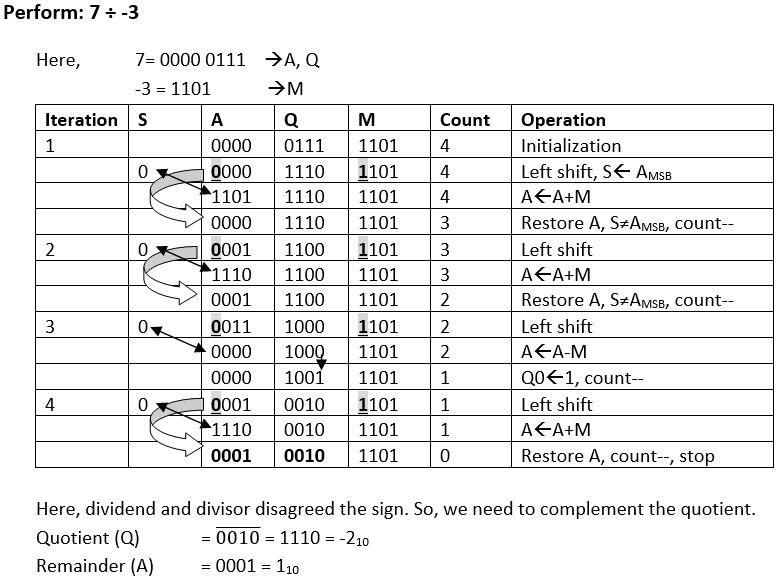 Perform: 7 ÷ -3
Here, 7= 0000 0111 →A, Q
-3 = 1101 →M
Iteration S A Q M Count Operation
1 0000 0111 1101 4 Initialization
0 0000 1110 1101 4 Left shift, S← AMSB
1101 1110 1101 4 A←A+M
0000 1110 1101 3 Restore A, S≠AMSB, count--
2 0 0001 1100 1101 3 Left shift
1110 1100 1101 3 A←A+M
0001 1100 1101 2 Restore A, S≠AMSB, count--
3 0 0011 1000 1101 2 Left shift
0000 1000 1101 2 A←A-M
0000 1001 1101 1 Q0←1, count--
4 0 0001 0010 1101 1 Left shift
1110 0010 1101 1 A←A+M
0001 0010 1101 0 Restore A, count--, stop
Here, dividend and divisor disagreed the sign. So, we need to complement the quotient.
Quotient (Q) = 0010 = 1110 = -210
Remainder (A) = 0001 = 110